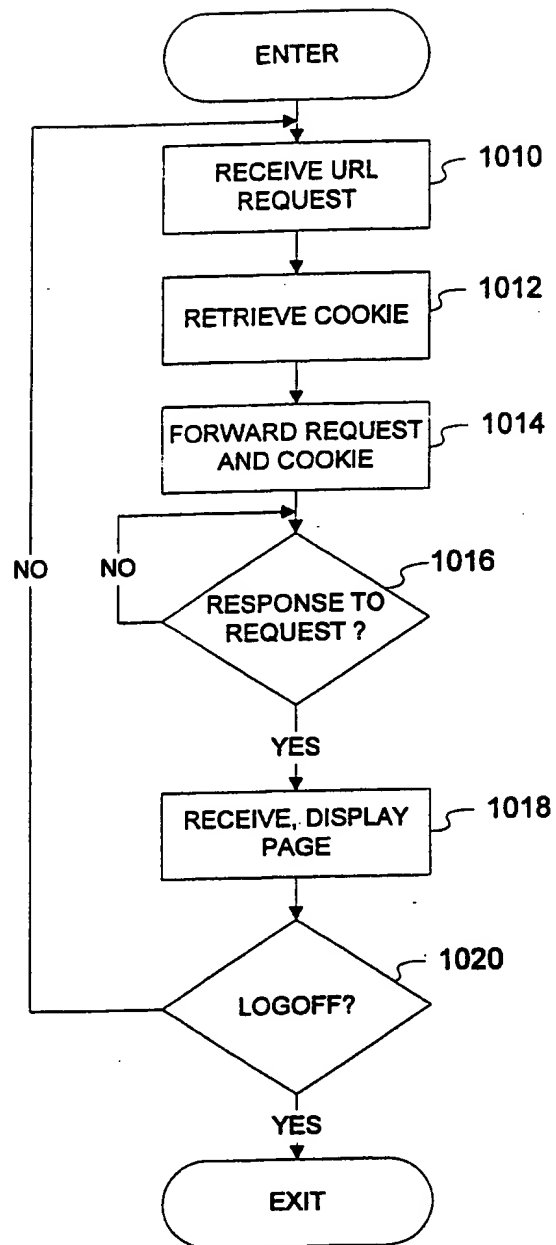 ENTER
RECEIVE URL
REQUEST
1010
RETRIEVE COOKIE
1012
FORWARD REQUEST
AND COOKIE
1014
NO
NO
RESPONSE TO
REQUEST ?
1016
YES
RECEIVE, DISPLAY
PAGE
1018
LOGOFF?
1020
YES
EXIT